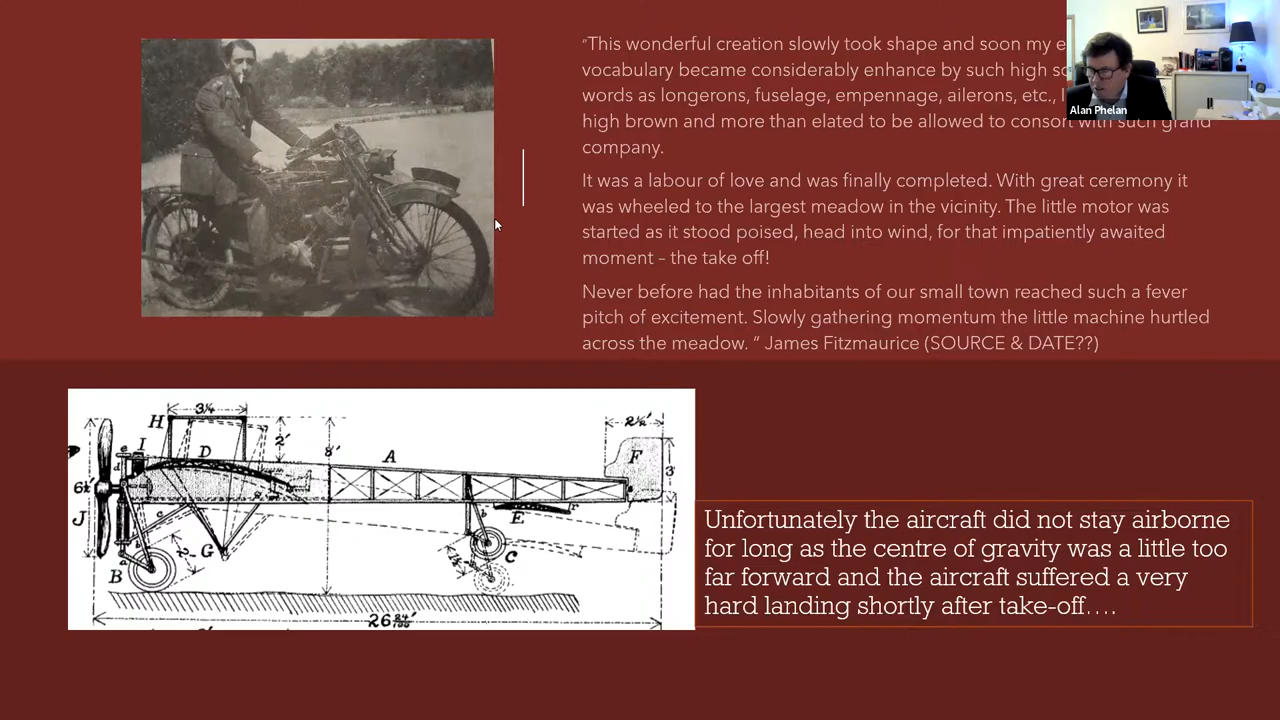 "This wonderful creation slowly took shape and soon my
vocabulary became considerably enhance by such high
words as longerons, fuselage, empennage, ailerons, etc.,
high brown and more than elated to be allowed to consort with such grand
company.
It was a labour of love and was finally completed. With great ceremony it
was wheeled to the largest meadow in the vicinity. The little motor was
started as it stood poised, head into wind, for that impatiently awaited
moment – the take off!
Never before had the inhabitants of our small town reached such a fever
pitch of excitement. Slowly gathering momentum the little machine hurtled
across the meadow. " James Fitzmaurice (SOURCE & DATE??)
Alan Phelan
3¼
H
I
D
2'
8'
A
2½'
F
3
6½'
J
G
E
B
C
26 84/100'
Unfortunately the aircraft did not stay airborne
for long as the centre of gravity was a little too
far forward and the aircraft suffered a very
hard landing shortly after take-off….